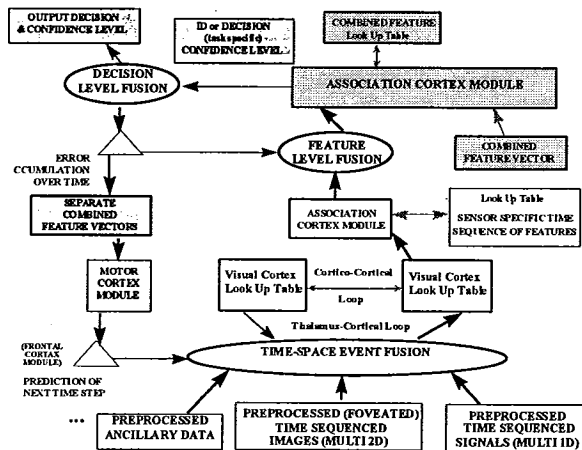 OUTPUT DECISION
& CONFIDENCE LEVEL
ID or DECISION
(task specific)
CONFIDENCE LEVEL
COMBINED FEATURE
Look Up Table
DECISION
LEVEL FUSION
ASSOCIATION CORTEX MODULE
FEATURE
LEVEL FUSION
COMBINED
FEATURE VECTOR
ERROR
CCUMULATION
OVER TIME
SEPARATE
COMBINED
FEATURE VECTORS
ASSOCIATION
CORTEX MODULE
Look Up Table
SENSOR SPECIFIC TIME
SEQUENCE OF FEATURES
MOTOR
CORTEX
MODULE
Visual Cortex
Look Up Table
Cortico-Cortical
Loop
Visual Cortex
Look Up Table
Thalamus-Cortical Loop
(FRONTAL
CORTAX
MODULE)
TIME-SPACE EVENT FUSION
PREDICTION OF
NEXT TIME STEP
...
PREPROCESSED
ANCILLARY DATA
PREPROCESSED (FOVEATED)
TIME SEQUENCED
IMAGES (MULTI 2D)
PREPROCESSED
TIME SEQUENCED
SIGNALS (MULTI 1D)